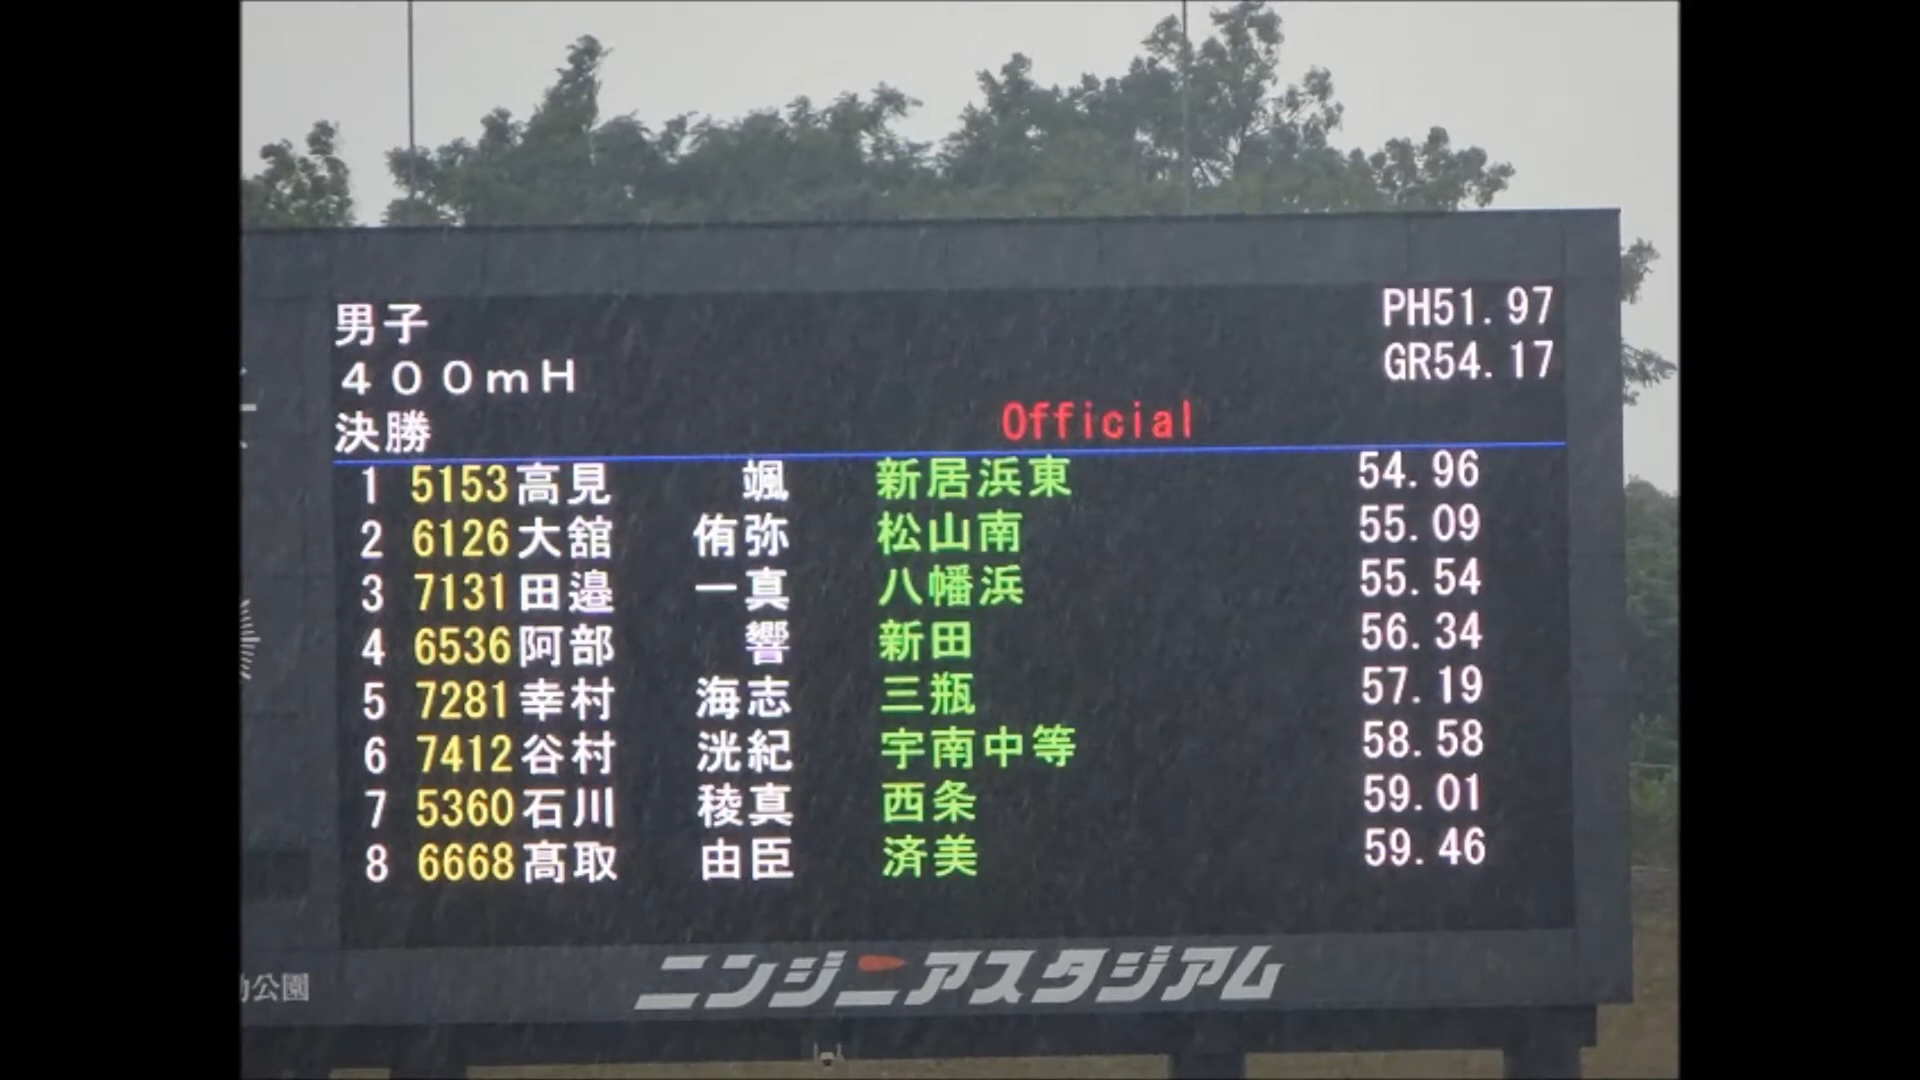 男子
PH51.97
４００ｍＨ
GR54.17
決勝
Official
1 5153 高見 颯 新居浜東 54.96
2 6126 大舘 侑弥 松山南 55.09
3 7131 田邉 一真 八幡浜 55.54
4 6536 阿部 響 新田 56.34
5 7281 幸村 海志 三瓶 57.19
6 7412 谷村 洸紀 宇南中等 58.58
7 5360 石川 稜真 西条 59.01
8 6668 髙取 由臣 済美 59.46
ニンジニアスタジアム
公園